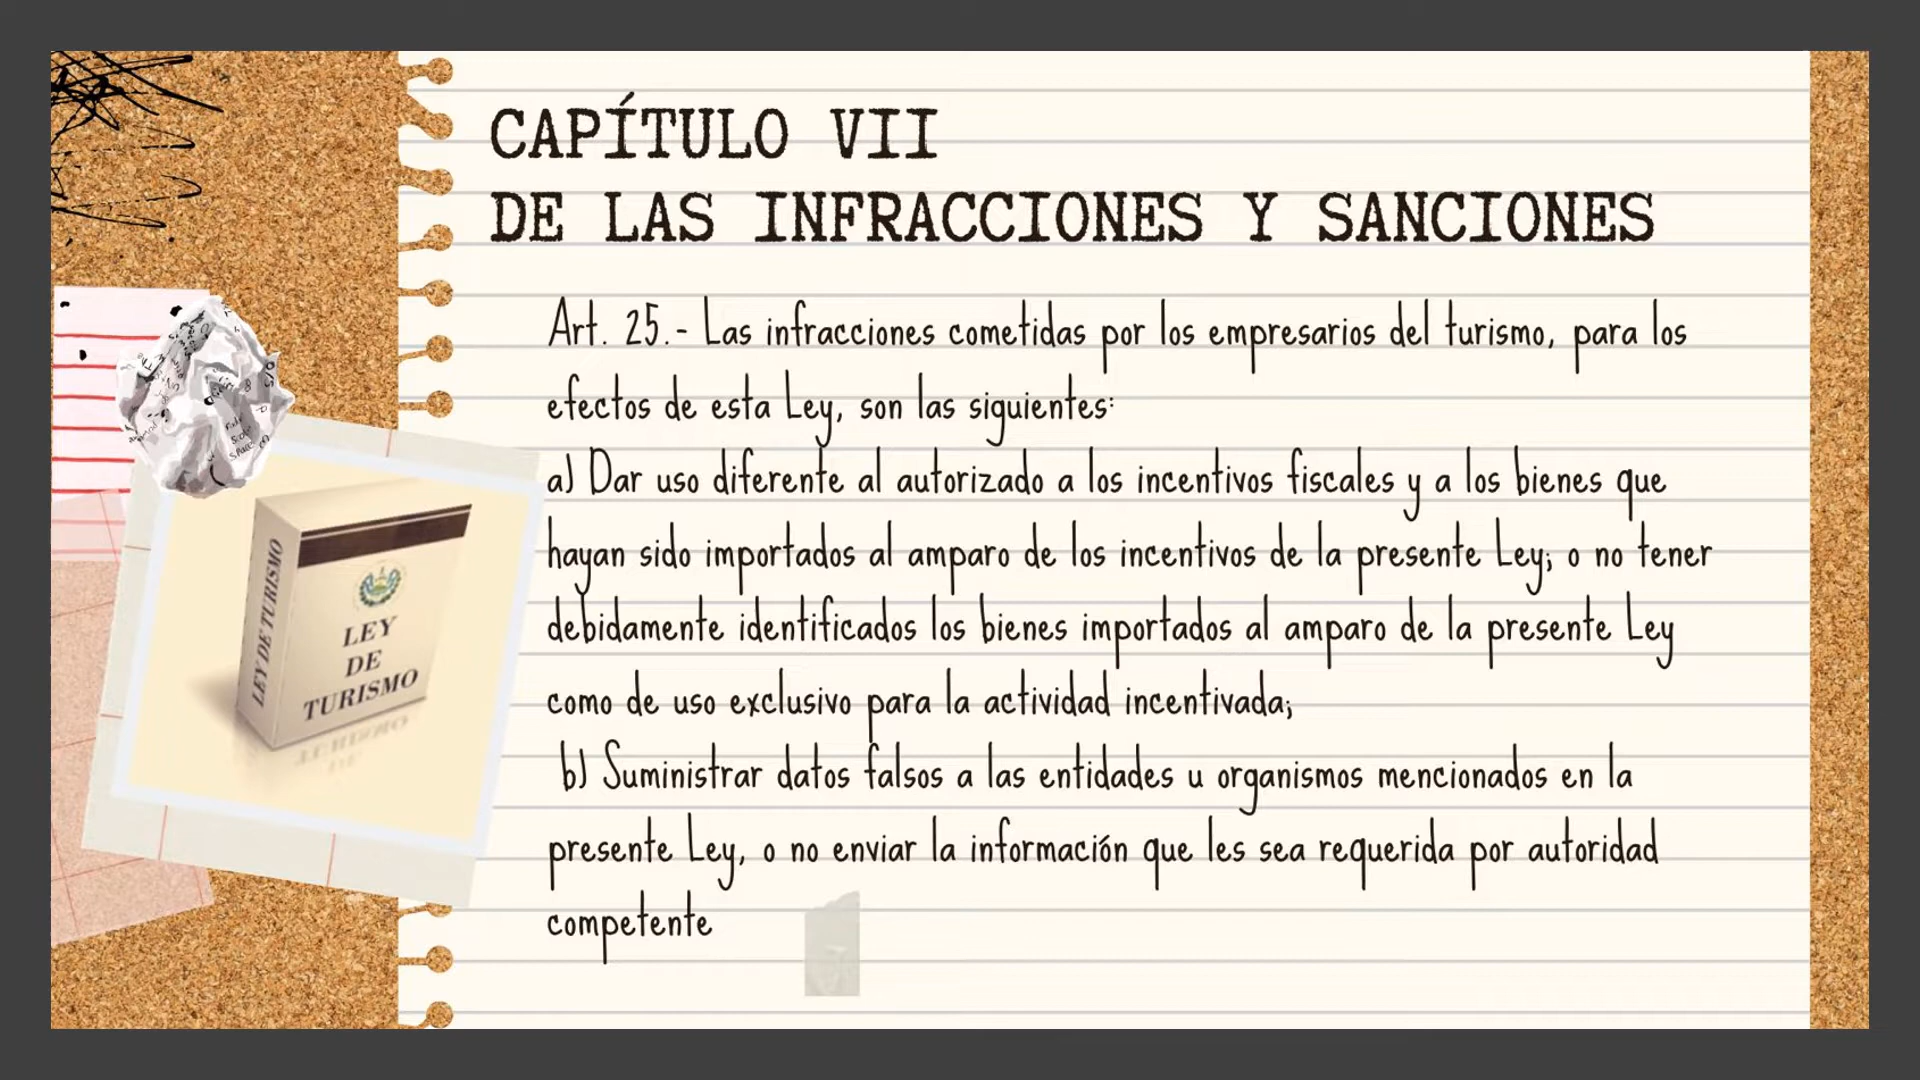 CAPÍTULO VII
DE LAS INFRACCIONES Y SANCIONES
Art. 25.- Las infracciones cometidas por los empresarios del turismo, para los
efectos de esta Ley, son las siguientes:
a) Dar uso diferente al autorizado a los incentivos fiscales y a los bienes que
hayan sido importados al amparo de los incentivos de la presente Ley; o no tener
debidamente identificados los bienes importados al amparo de la presente Ley
como de uso exclusivo para la actividad incentivada;
b) Suministrar datos falsos a las entidades u organismos mencionados en la
presente Ley, o no enviar la información que les sea requerida por autoridad
competente
LEY DE TURISMO
LEY
DE
TURISMO